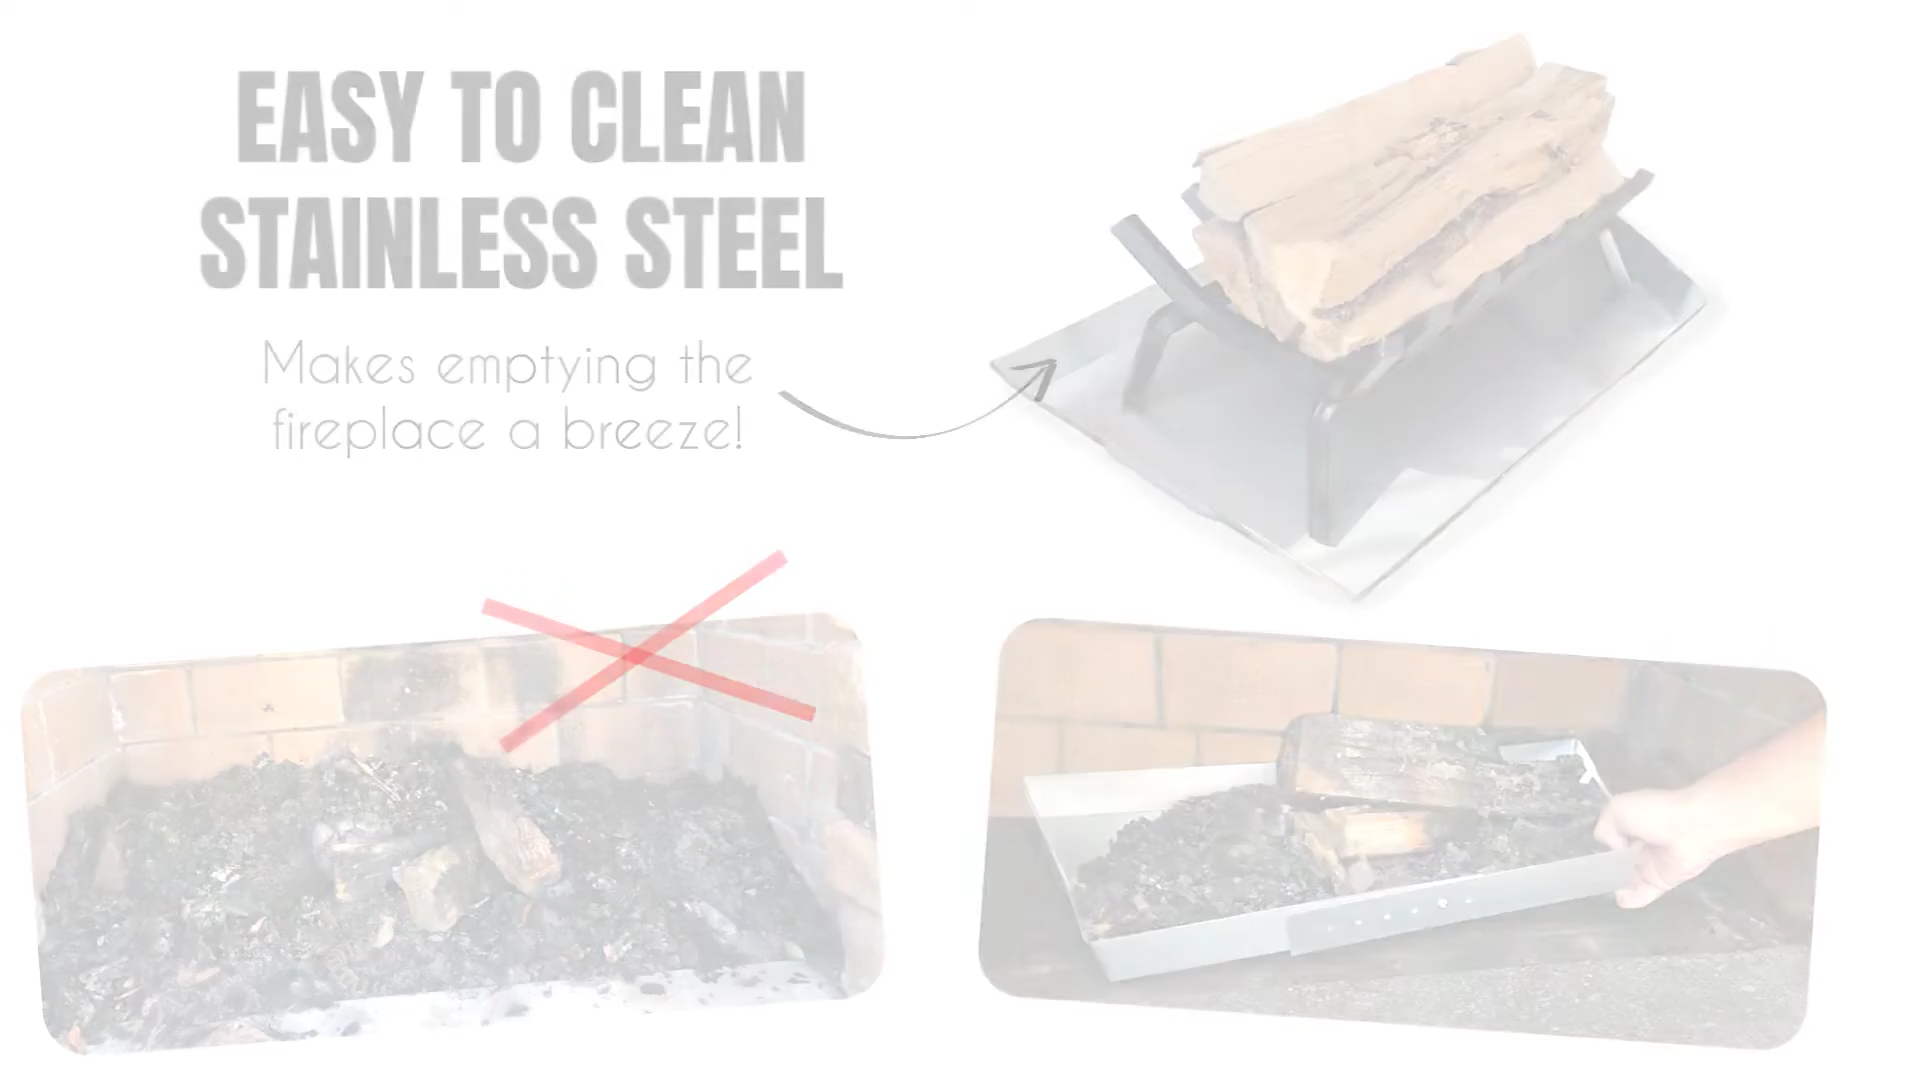 EASY TO CLEAN
STAINLESS STEEL
Makes emptying the
fireplace a breeze!